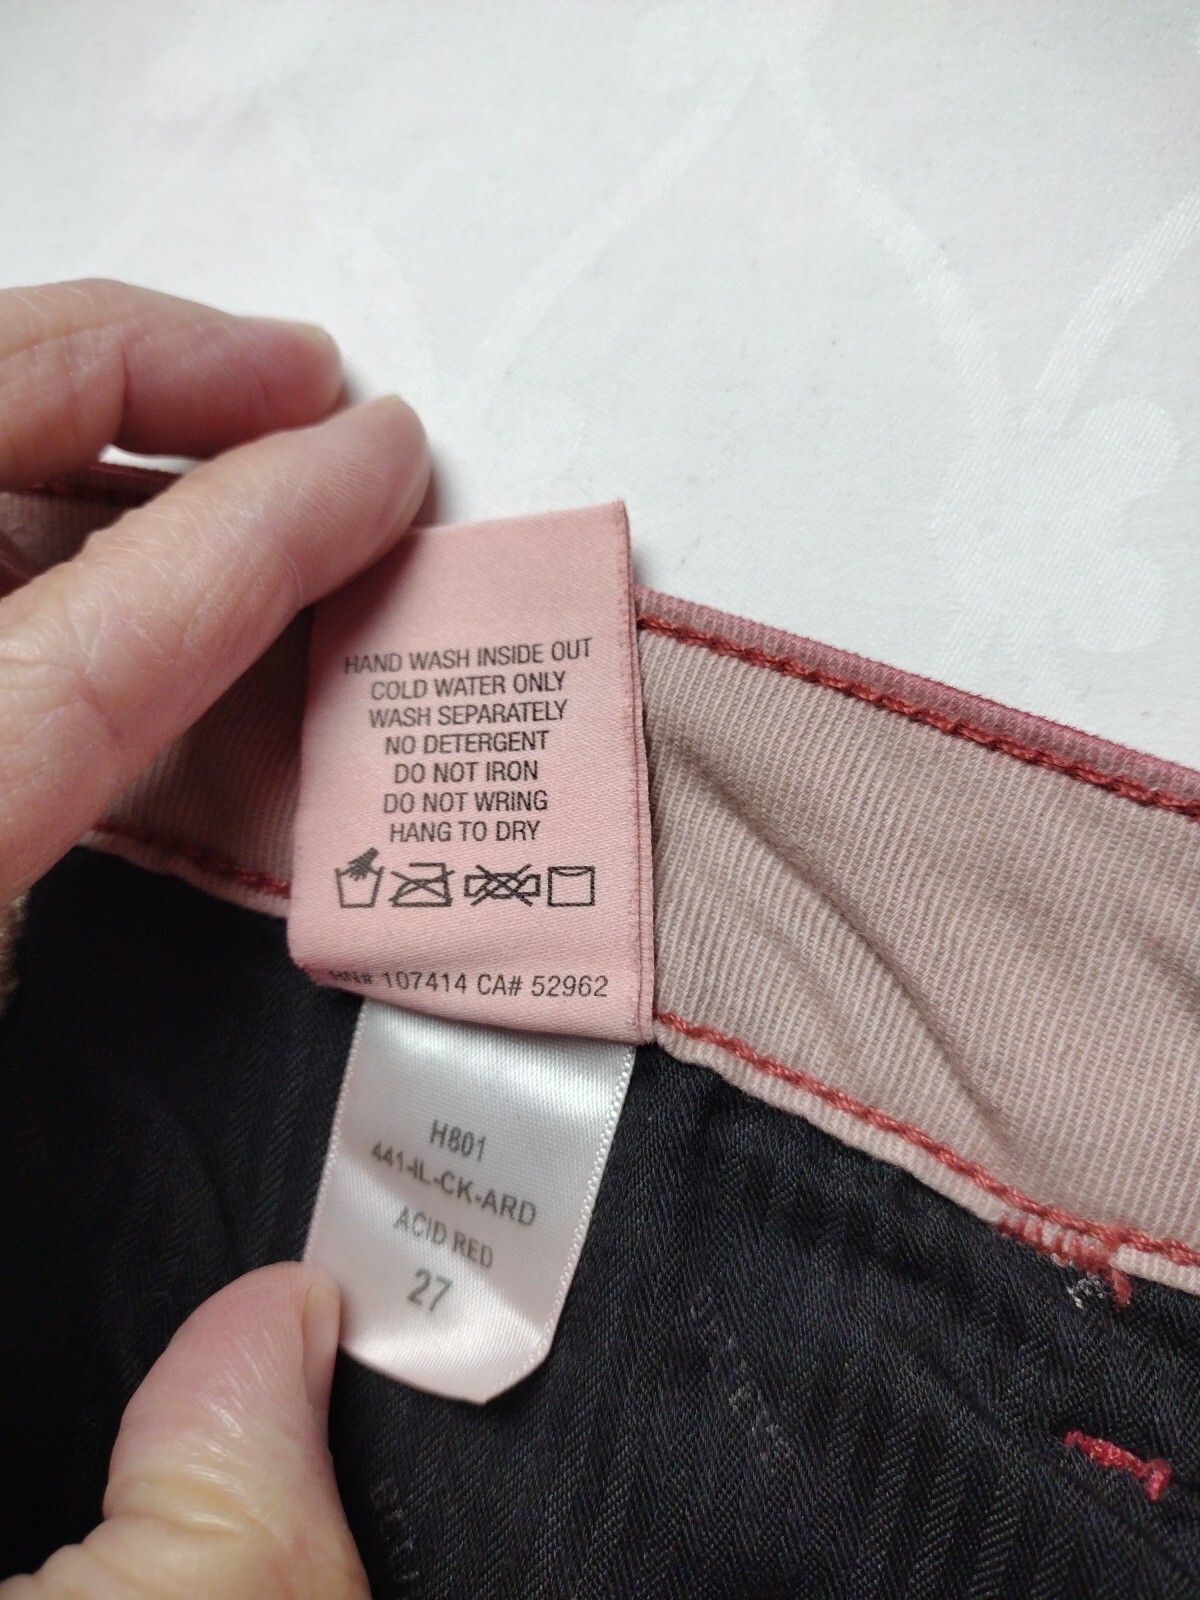 HAND WASH INSIDE OUT
COLD WATER ONLY
WASH SEPARATELY
NO DETERGENT
DO NOT IRON
DO NOT WRING
HANG TO DRY
RN# 107414 CA# 52962
H801
441-IL-CK-ARD
ACID RED
27